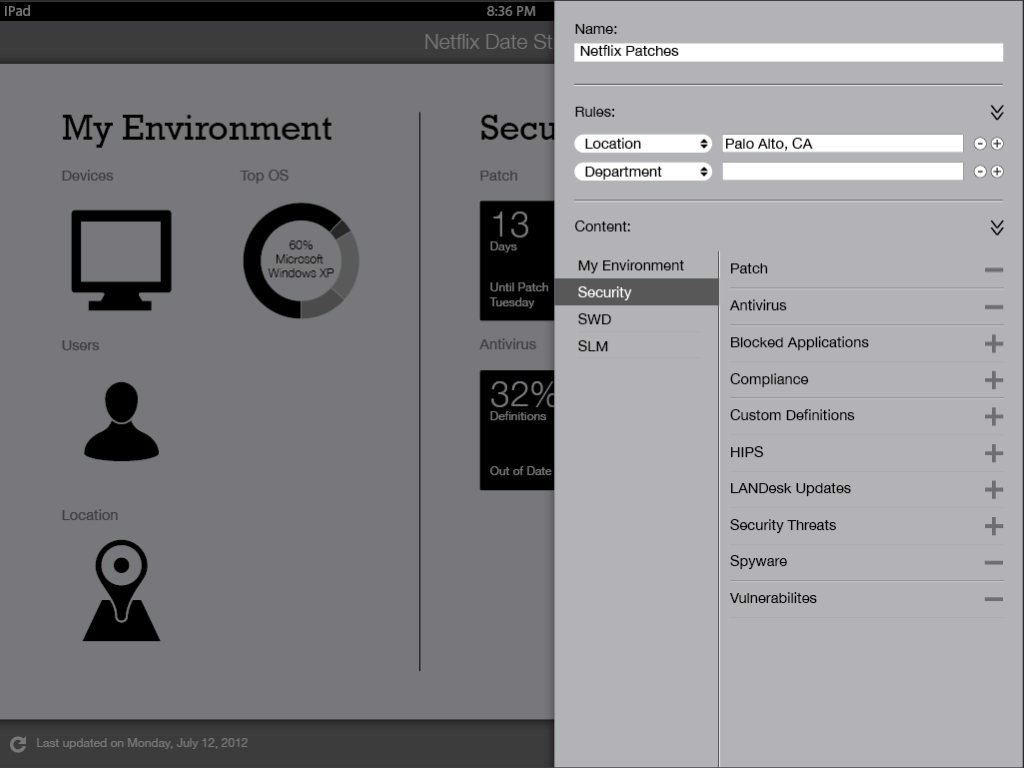 iPad
8:36 PM
Netflix Date St
My Environment
Devices
Top OS
60%
Microsoft
Windows XP
Users
Location
Secu
Patch
13
Days
Until Patch
Tuesday
Antivirus
32%
Definitions
Out of Date
Last updated on Monday, July 12, 2012
Name:
Netflix Patches
Rules:
Location
Palo Alto, CA
Department
Content:
My Environment
Security
SWD
SLM
Patch
Antivirus
Blocked Applications
Compliance
Custom Definitions
HIPS
LANDesk Updates
Security Threats
Spyware
Vulnerabilites